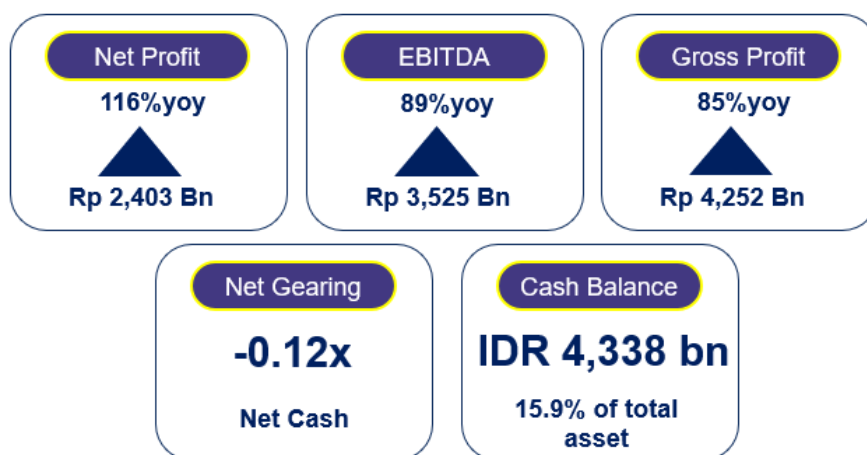 Net Profit
116%yoy
Rp 2,403 Bn
EBITDA
89%yoy
Rp 3,525 Bn
Gross Profit
85%yoy
Rp 4,252 Bn
Net Gearing
-0.12x
Net Cash
Cash Balance
IDR 4,338 bn
15.9% of total
asset